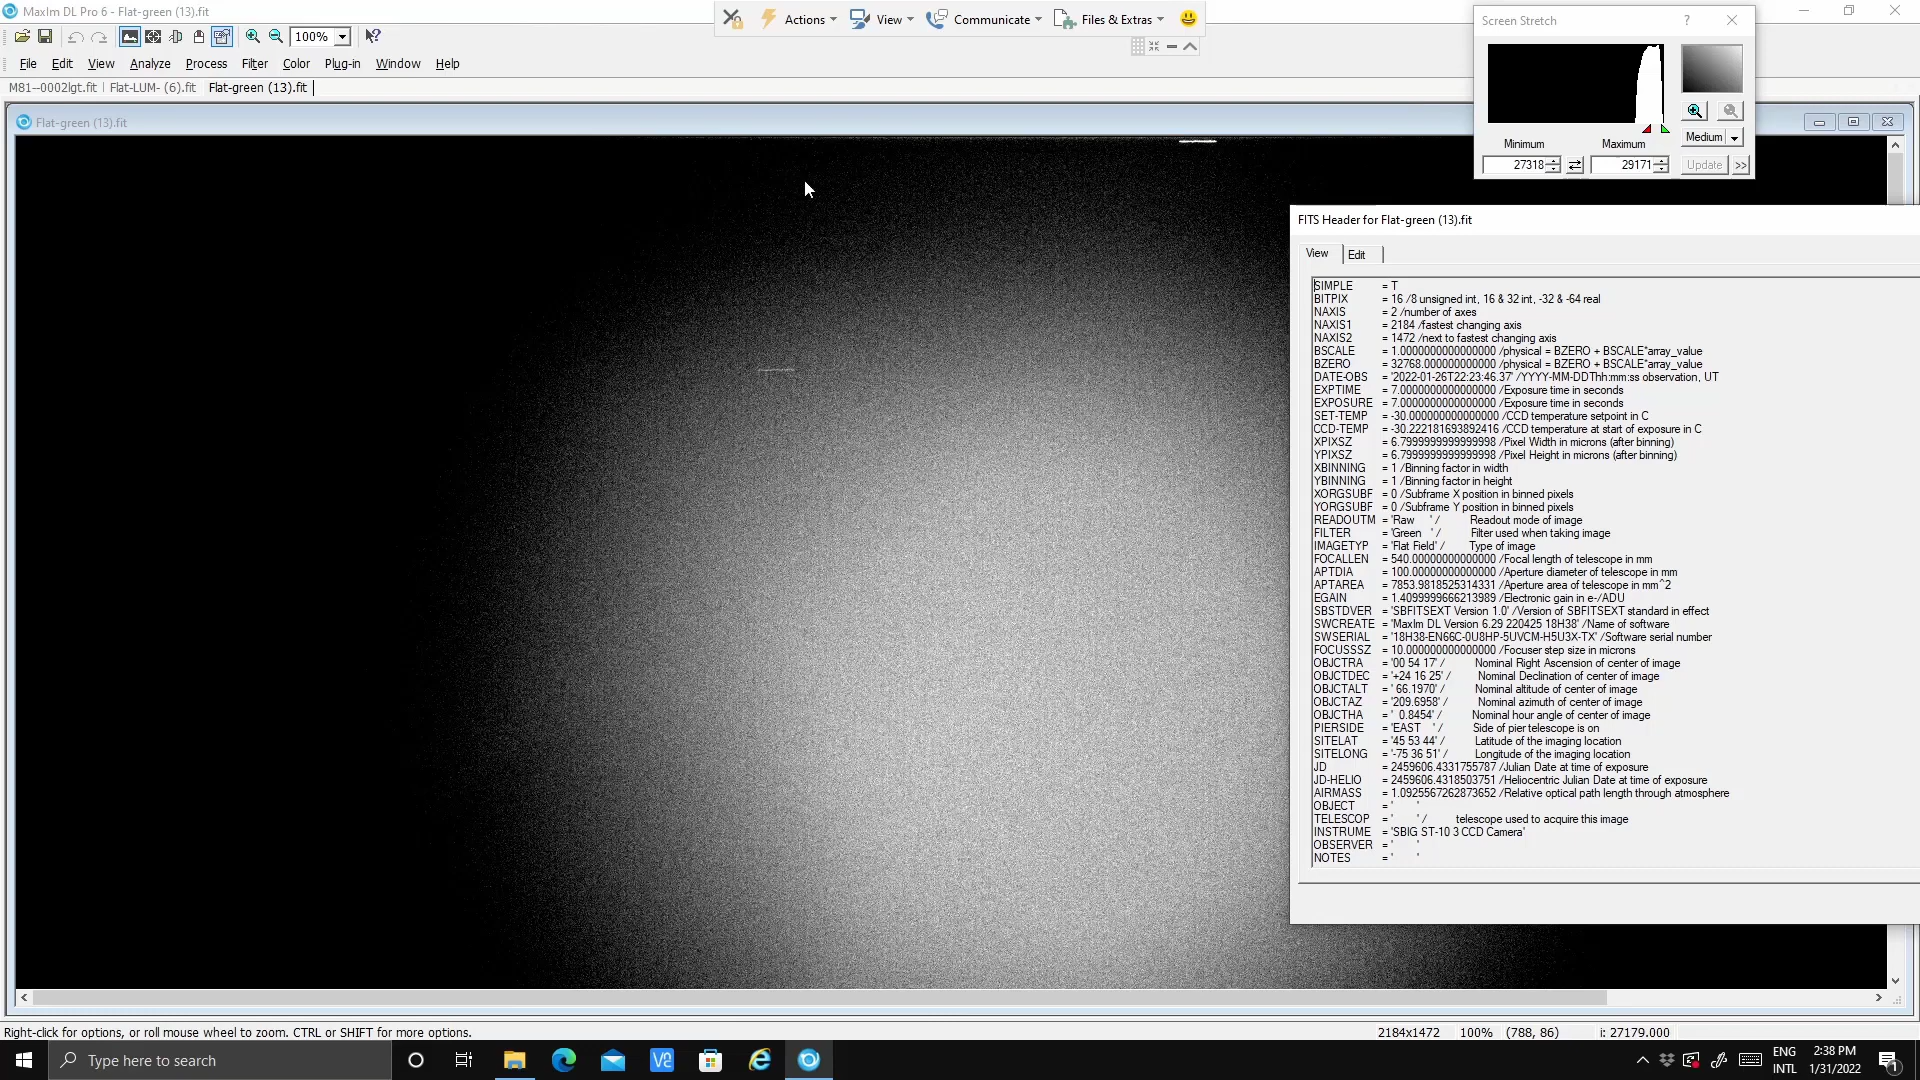 MaxIm DL Pro 6 - Flat-green (13).fit
Actions View Communicate Files & Extras
100%
File Edit View Analyze Process Filter Color Plug-in Window Help
M81--0002lgt.fit Flat-LUM- (6).fit Flat-green (13).fit
Flat-green (13).fit
Screen Stretch ?
Medium
Minimum Maximum
27318 29171 Update >>
FITS Header for Flat-green (13).fit
View Edit
SIMPLE = T
BITPIX = 16 /8 unsigned int, 16 & 32 int, -32 & -64 real
NAXIS = 2 /number of axes
NAXIS1 = 2184 /fastest changing axis
NAXIS2 = 1472 /next to fastest changing axis
BSCALE = 1.0000000000000000 /physical = BZERO + BSCALE*array_value
BZERO = 32768.000000000000 /physical = BZERO + BSCALE*array_value
DATE-OBS = '2022-01-26T22:23:46.37' /YYYY-MM-DDThh:mm:ss observation, UT
EXPTIME = 7.0000000000000000 /Exposure time in seconds
EXPOSURE = 7.0000000000000000 /Exposure time in seconds
SET-TEMP = -30.000000000000000 /CCD temperature setpoint in C
CCD-TEMP = -30.222181693892416 /CCD temperature at start of exposure in C
XPIXSZ = 6.7999999999999998 /Pixel Width in microns (after binning)
YPIXSZ = 6.7999999999999998 /Pixel Height in microns (after binning)
XBINNING = 1 /Binning factor in width
YBINNING = 1 /Binning factor in height
XORGSUBF = 0 /Subframe X position in binned pixels
YORGSUBF = 0 /Subframe Y position in binned pixels
READOUTM = 'Raw ' / Readout mode of image
FILTER = 'Green ' / Filter used when taking image
IMAGETYP = 'Flat Field' / Type of image
FOCALLEN = 540.00000000000000 /Focal length of telescope in mm
APTDIA = 100.00000000000000 /Aperture diameter of telescope in mm
APTAREA = 7853.9818525314331 /Aperture area of telescope in mm^2
EGAIN = 1.4099999666213989 /Electronic gain in e-/ADU
SBSTDVER = 'SBFITSEXT Version 1.0' /Version of SBFITSEXT standard in effect
SWCREATE = 'MaxIm DL Version 6.29 220425 18H38' /Name of software
SWSERIAL = '18H38-EN66C-0U8HP-5UVCM-H5U3X-TX' /Software serial number
FOCUSSSZ = 10.000000000000000 /Focuser step size in microns
OBJCTRA = '00 54 17' / Nominal Right Ascension of center of image
OBJCTDEC = '+24 16 25' / Nominal Declination of center of image
OBJCTALT = ' 66.1970' / Nominal altitude of center of image
OBJCTAZ = '209.6958' / Nominal azimuth of center of image
OBJCTHA = ' 0.8454' / Nominal hour angle of center of image
PIERSIDE = 'EAST ' / Side of pier telescope is on
SITELAT = '45 53 44' / Latitude of the imaging location
SITELONG = '-75 36 51' / Longitude of the imaging location
JD = 2459606.4331755787 /Julian Date at time of exposure
JD-HELIO = 2459606.4318503751 /Heliocentric Julian Date at time of exposure
AIRMASS = 1.0925567262873652 /Relative optical path length through atmosphere
OBJECT = ' '
TELESCOP = ' ' / telescope used to acquire this image
INSTRUME = 'SBIG ST-10 3 CCD Camera'
OBSERVER = ' '
NOTES = ' '
Right-click for options, or roll mouse wheel to zoom. CTRL or SHIFT for more options. 2184x1472 100% (788, 86) i: 27179.000
Type here to search
ENG 2:38 PM
INTL 1/31/2022 1